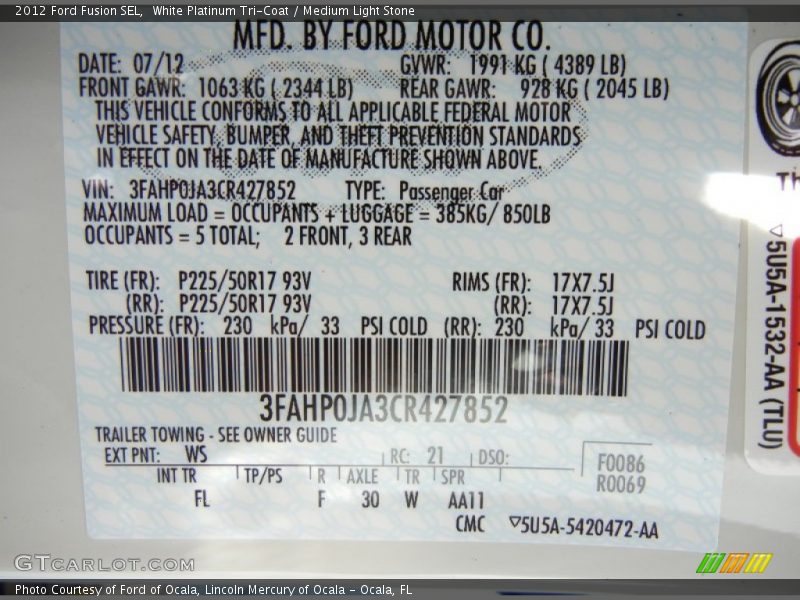 2012 Ford Fusion SEL, White Platinum Tri-Coat / Medium Light Stone
MFD. BY FORD MOTOR CO.
DATE: 07/12 GVWR: 1991 KG ( 4389 LB)
FRONT GAWR: 1063 KG ( 2344 LB) REAR GAWR: 928 KG ( 2045 LB)
THIS VEHICLE CONFORMS TO ALL APPLICABLE FEDERAL MOTOR
VEHICLE SAFETY, BUMPER, AND THEFT PREVENTION STANDARDS
IN EFFECT ON THE DATE OF MANUFACTURE SHOWN ABOVE.
VIN: 3FAHP0JA3CR427852 TYPE: Passenger Car
MAXIMUM LOAD = OCCUPANTS + LUGGAGE = 385KG/ 850LB
OCCUPANTS = 5 TOTAL; 2 FRONT, 3 REAR
TIRE (FR): P225/50R17 93V RIMS (FR): 17X7.5J
(RR): P225/50R17 93V (RR): 17X7.5J
PRESSURE (FR): 230 kPa/ 33 PSI COLD (RR): 230 kPa/ 33 PSI COLD
3FAHP0JA3CR427852
TRAILER TOWING - SEE OWNER GUIDE
EXT PNT: WS RC: 21 DSO: F0086
R0069
INT TR TP/PS R AXLE TR SPR
FL F 30 W AA11
CMC 5U5A-5420472-AA
5U5A-1532-AA (TLU)
GTCARLOT.COM
Photo Courtesy of Ford of Ocala, Lincoln Mercury of Ocala - Ocala, FL